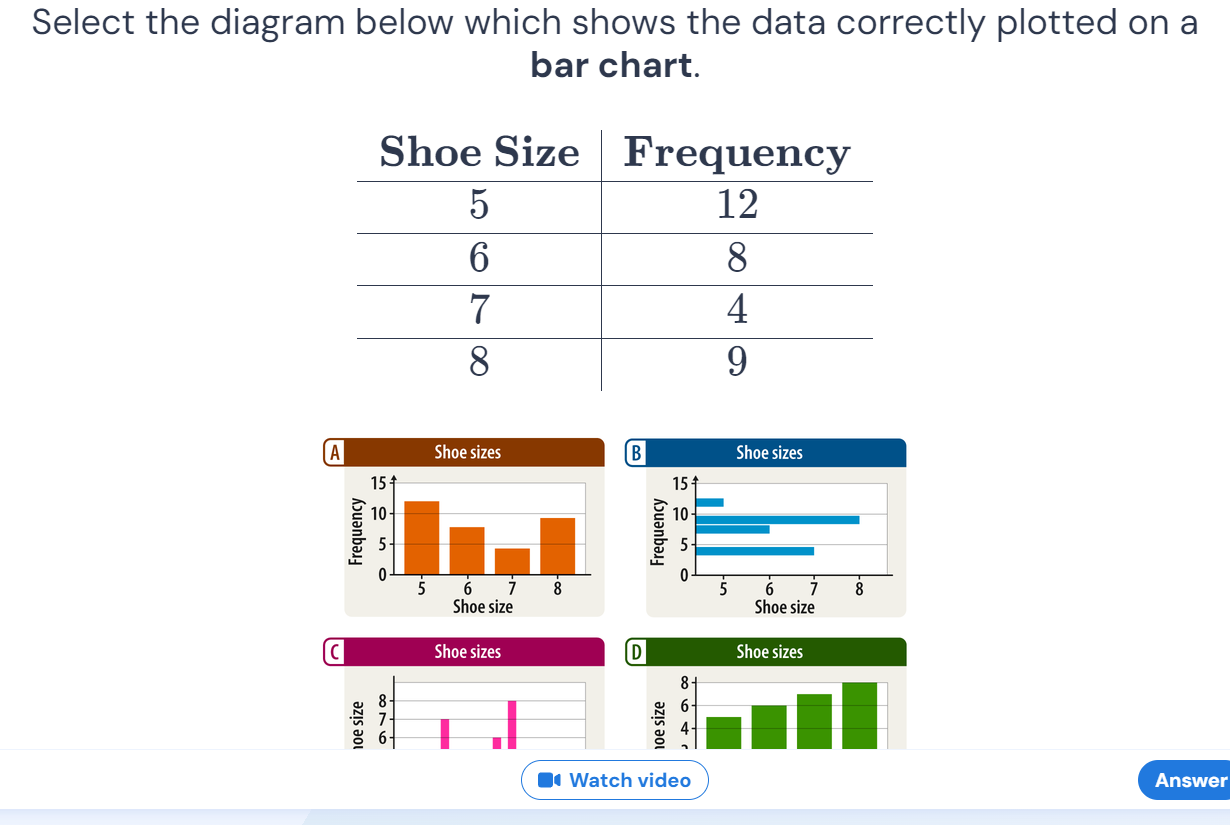 Select the diagram below which shows the data correctly plotted on a
bar chart.
Shoe Size Frequency
5 12
6 8
7 4
8 9
A Shoe sizes
15
10
5
0
Frequency
5 6 7 8
Shoe size
B Shoe sizes
15
10
5
0
Frequency
5 6 7 8
Shoe size
C Shoe sizes
8
7
6
size
D Shoe sizes
8
6
4
size
Watch video
Answer